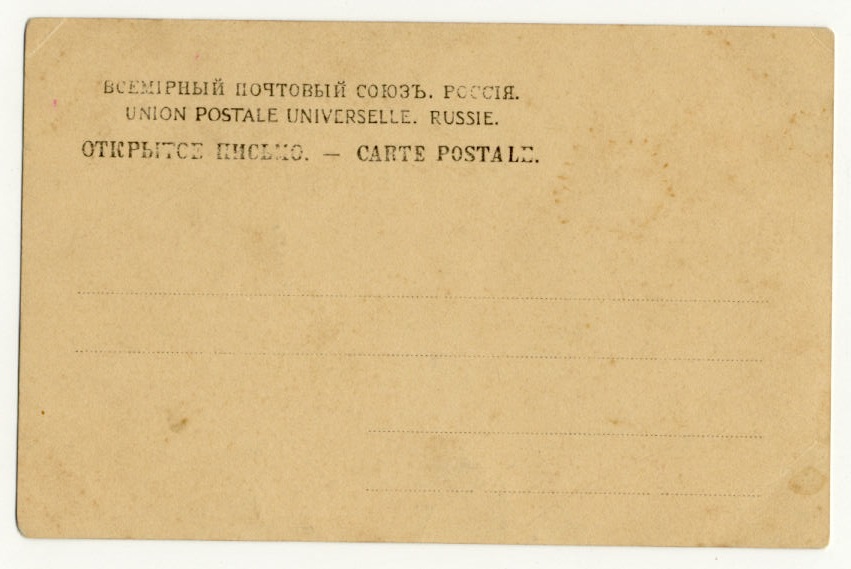 ВСЕМІРНЫЙ ПОЧТОВЫЙ СОЮЗЪ. РОССІЯ.
UNION POSTALE UNIVERSELLE. RUSSIE.
ОТКРЫТОЕ ПИСЬМО. — CARTE POSTALE.